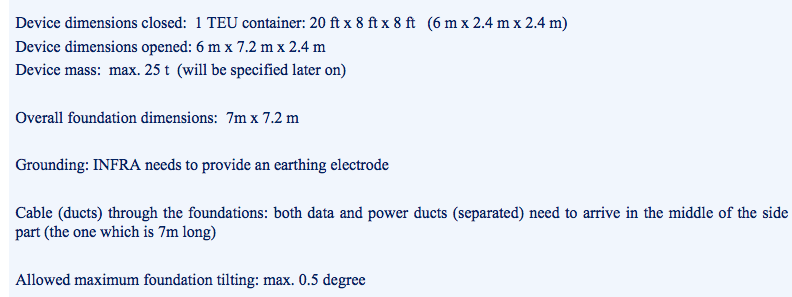 Device dimensions closed: 1 TEU container: 20 ft x 8 ft x 8 ft (6 m x 2.4 m x 2.4 m)
Device dimensions opened: 6 m x 7.2 m x 2.4 m
Device mass: max. 25 t (will be specified later on)
Overall foundation dimensions: 7m x 7.2 m
Grounding: INFRA needs to provide an earthing electrode
Cable (ducts) through the foundations: both data and power ducts (separated) need to arrive in the middle of the side
part (the one which is 7m long)
Allowed maximum foundation tilting: max. 0.5 degree